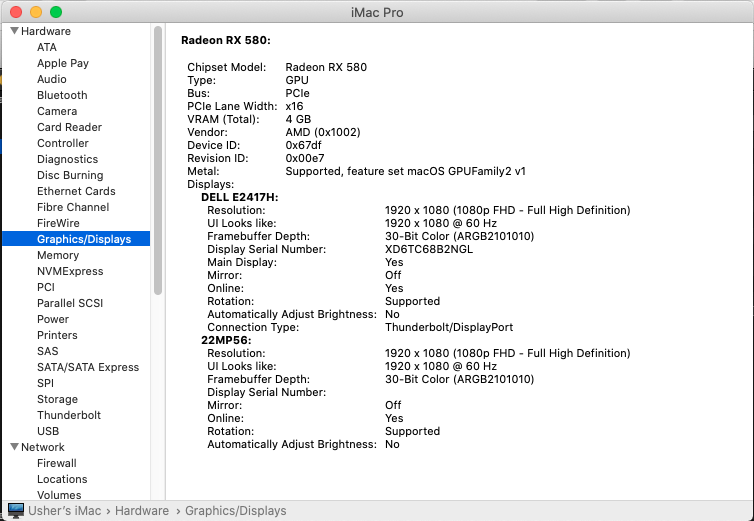 iMac Pro
Hardware
ATA
Apple Pay
Audio
Bluetooth
Camera
Card Reader
Controller
Diagnostics
Disc Burning
Ethernet Cards
Fibre Channel
FireWire
Graphics/Displays
Memory
NVMExpress
PCI
Parallel SCSI
Power
Printers
SAS
SATA/SATA Express
SPI
Storage
Thunderbolt
USB
Network
Firewall
Locations
Volumes
Radeon RX 580:
Chipset Model: Radeon RX 580
Type: GPU
Bus: PCIe
PCIe Lane Width: x16
VRAM (Total): 4 GB
Vendor: AMD (0x1002)
Device ID: 0x67df
Revision ID: 0x00e7
Metal: Supported, feature set macOS GPUFamily2 v1
Displays:
DELL E2417H:
Resolution: 1920 x 1080 (1080p FHD - Full High Definition)
UI Looks like: 1920 x 1080 @ 60 Hz
Framebuffer Depth: 30-Bit Color (ARGB2101010)
Display Serial Number: XD6TC68B2NGL
Main Display: Yes
Mirror: Off
Online: Yes
Rotation: Supported
Automatically Adjust Brightness: No
Connection Type: Thunderbolt/DisplayPort
22MP56:
Resolution: 1920 x 1080 (1080p FHD - Full High Definition)
UI Looks like: 1920 x 1080 @ 60 Hz
Framebuffer Depth: 30-Bit Color (ARGB2101010)
Display Serial Number:
Mirror: Off
Online: Yes
Rotation: Supported
Automatically Adjust Brightness: No
Usher's iMac › Hardware › Graphics/Displays